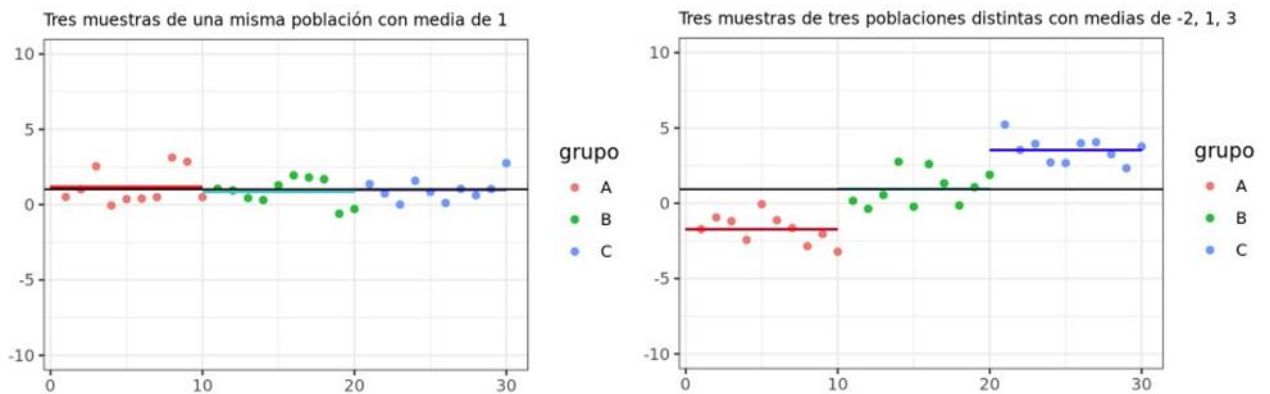 Tres muestras de una misma población con media de 1
10
5
0
-5
-10
0 10 20 30
grupo
A
B
C
Tres muestras de tres poblaciones distintas con medias de -2, 1, 3
10
5
0
-5
-10
0 10 20 30
grupo
A
B
C